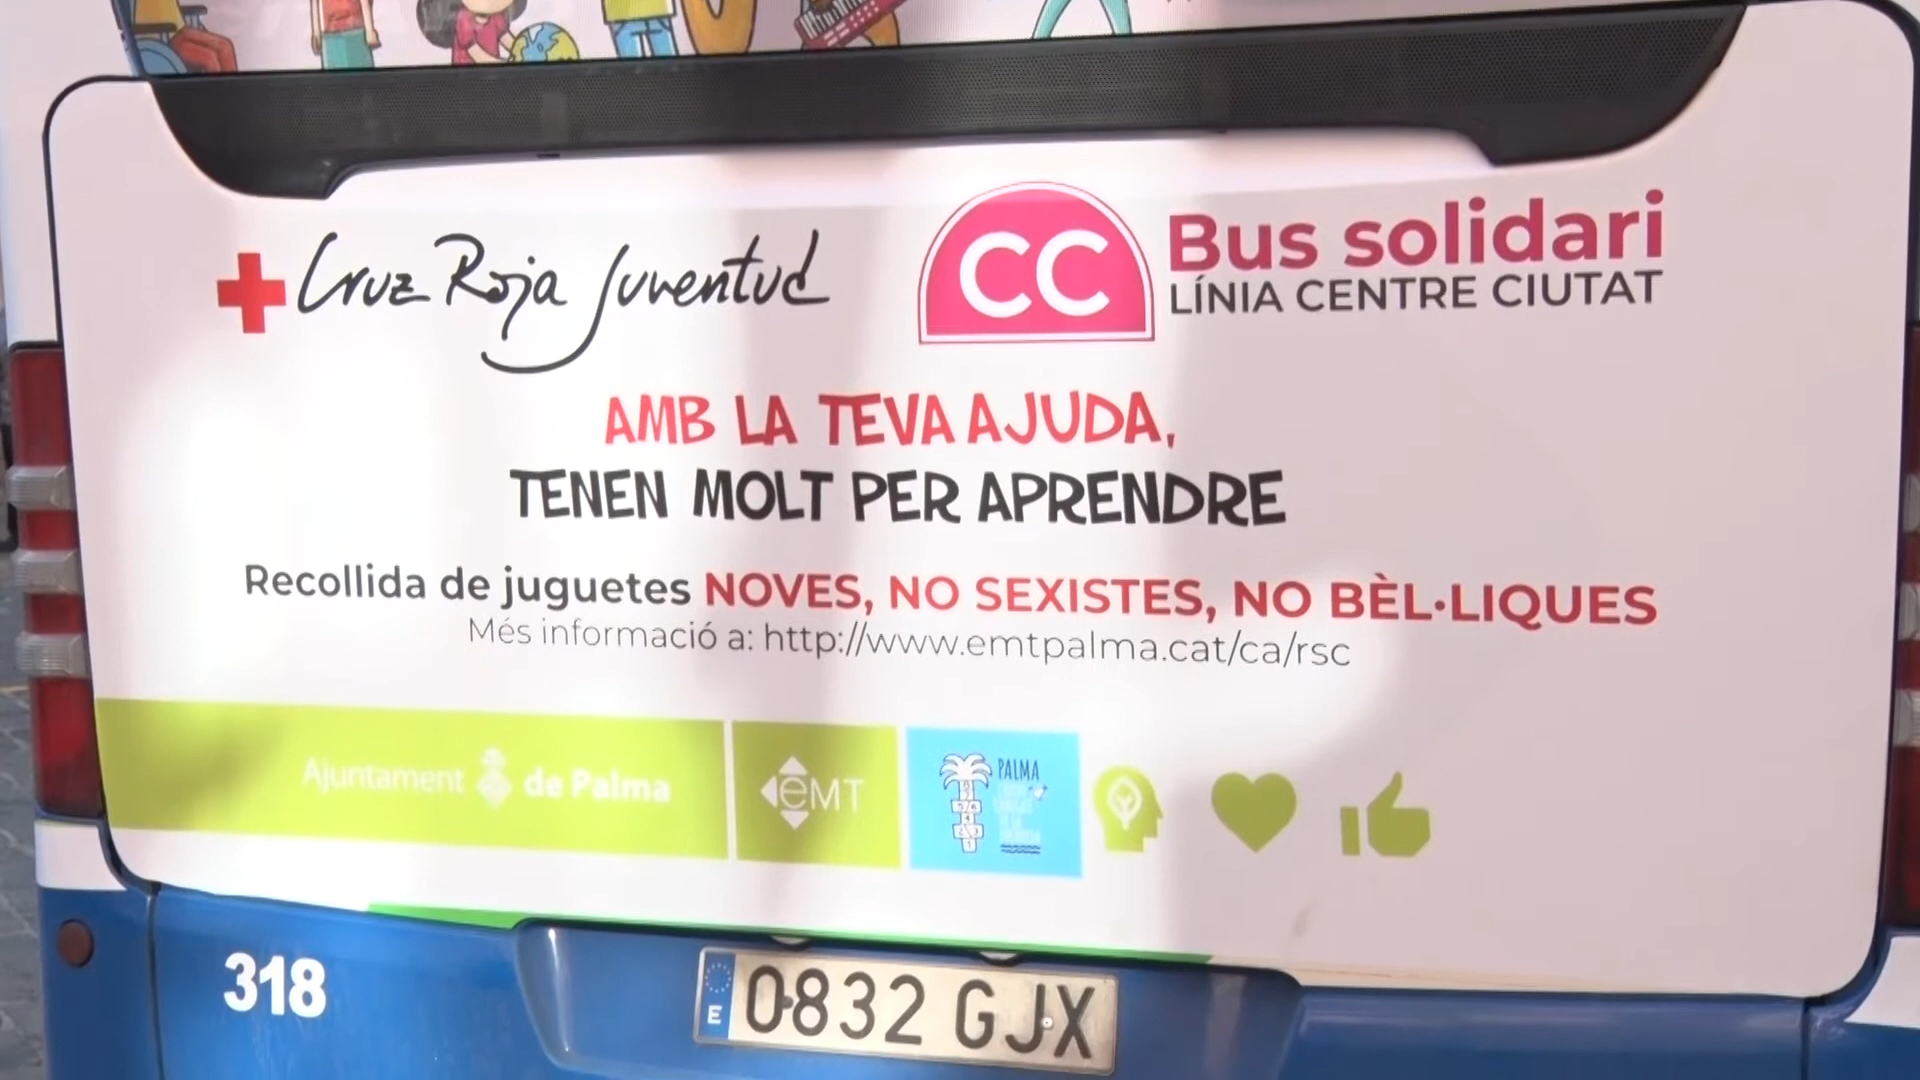 Cruz Roja Juventud
CC
Bus solidari
LÍNIA CENTRE CIUTAT
AMB LA TEVA AJUDA,
TENEN MOLT PER APRENDRE
Recollida de juguetes NOVES, NO SEXISTES, NO BÈL·LIQUES
Més informació a: http://www.emtpalma.cat/ca/rsc
Ajuntament de Palma
eMT
PALMA
318
E
0832 GJX